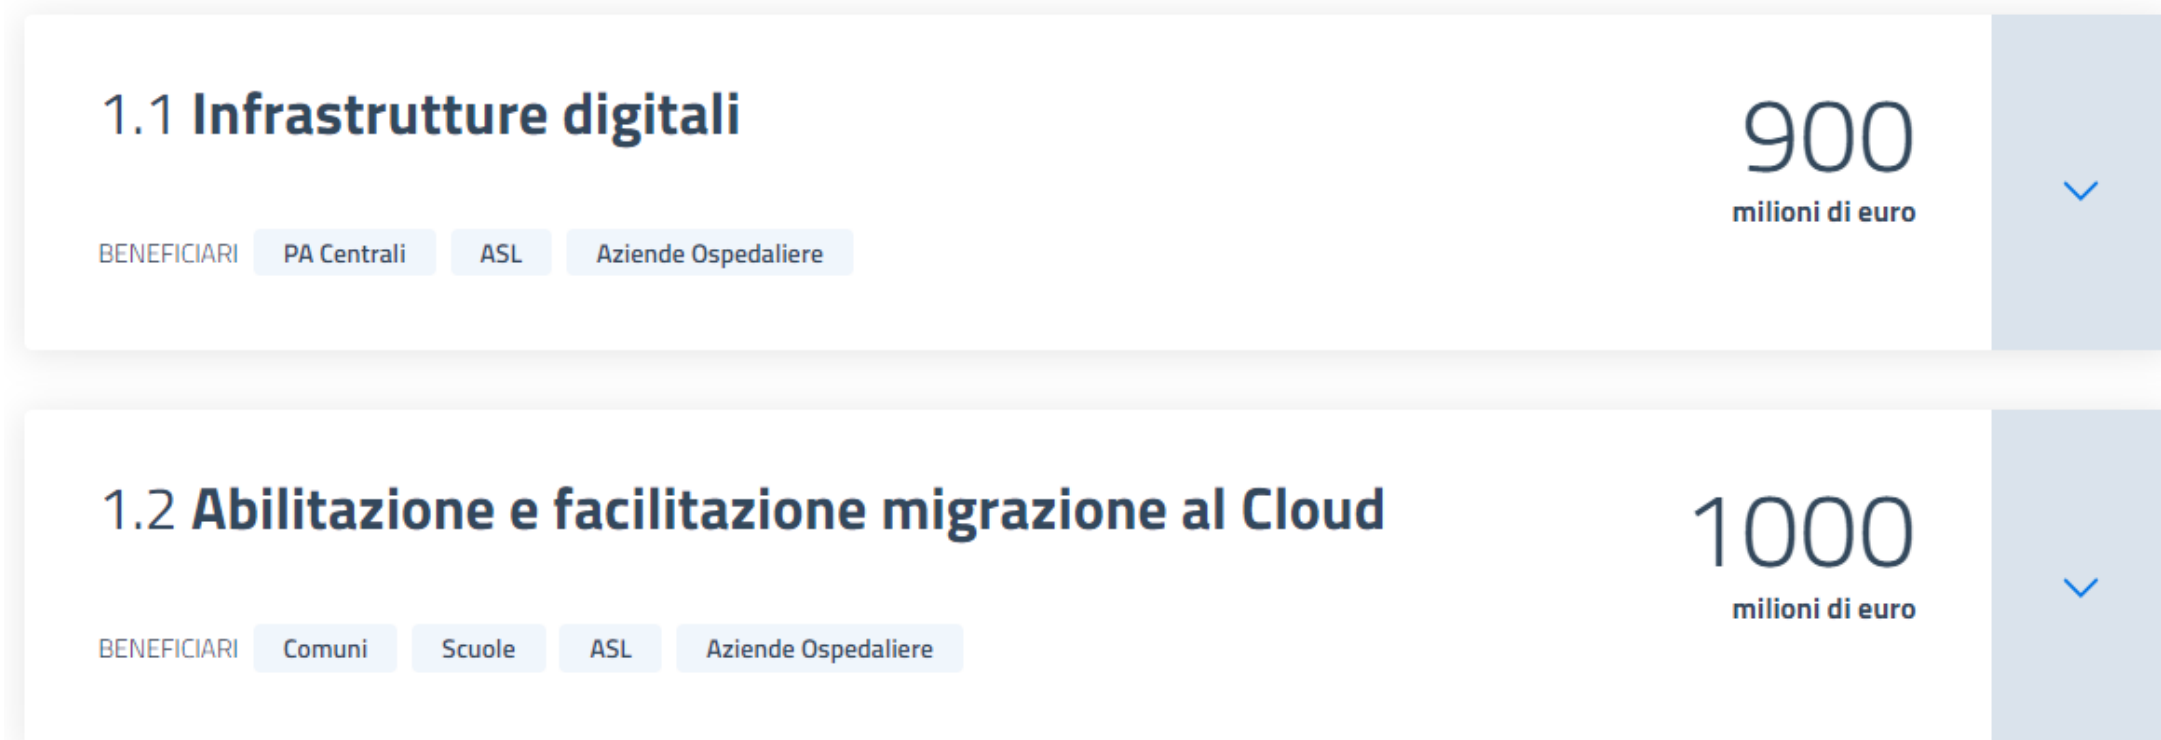 1.1 Infrastrutture digitali
900
milioni di euro
BENEFICIARI PA Centrali ASL Aziende Ospedaliere
1.2 Abilitazione e facilitazione migrazione al Cloud
1000
milioni di euro
BENEFICIARI Comuni Scuole ASL Aziende Ospedaliere